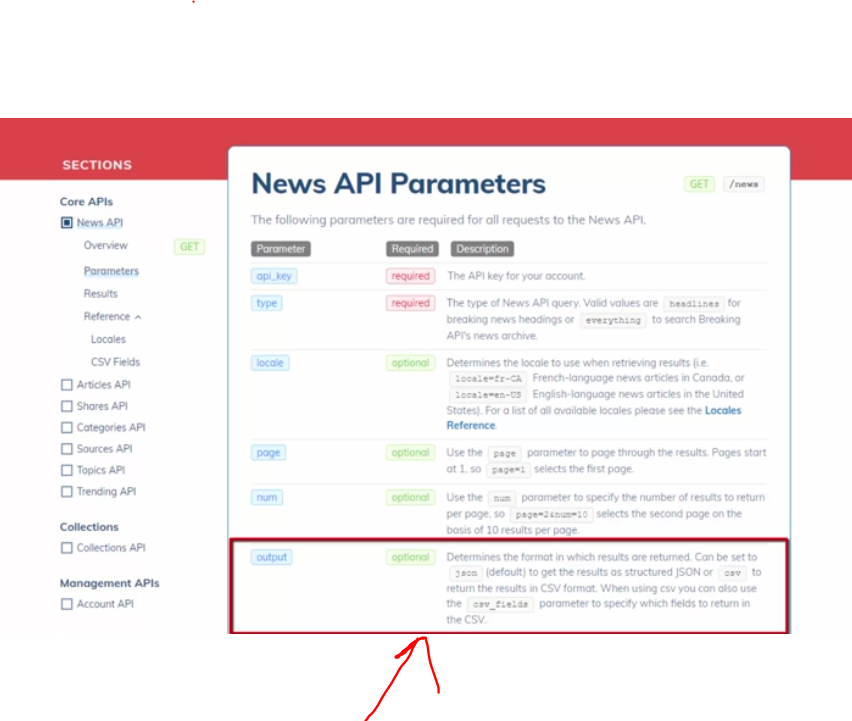 SECTIONS
Core APIs
News API
Overview GET
Parameters
Results
Reference
Locales
CSV Fields
Articles API
Shares API
Categories API
Sources API
Topics API
Trending API
Collections
Collections API
Management APIs
Account API
News API Parameters GET /news
The following parameters are required for all requests to the News API.
Parameter Required Description
api_key required The API key for your account.
type required The type of News API query. Valid values are headlines for
breaking news headings or everything to search Breaking
API's news archive.
locale optional Determines the locale to use when retrieving results (i.e.
locale=fr-CA French-language news articles in Canada, or
locale=en-US English-language news articles in the United
States). For a list of all available locales please see the Locales
Reference.
page optional Use the page parameter to page through the results. Pages start
at 1, so page=1 selects the first page.
num optional Use the num parameter to specify the number of results to return
per page, so page=2&num=10 selects the second page on the
basis of 10 results per page.
output optional Determines the format in which results are returned. Can be set to
json (default) to get the results as structured JSON or csv to
return the results in CSV format. When using csv you can also use
the csv_fields parameter to specify which fields to return in
the CSV.